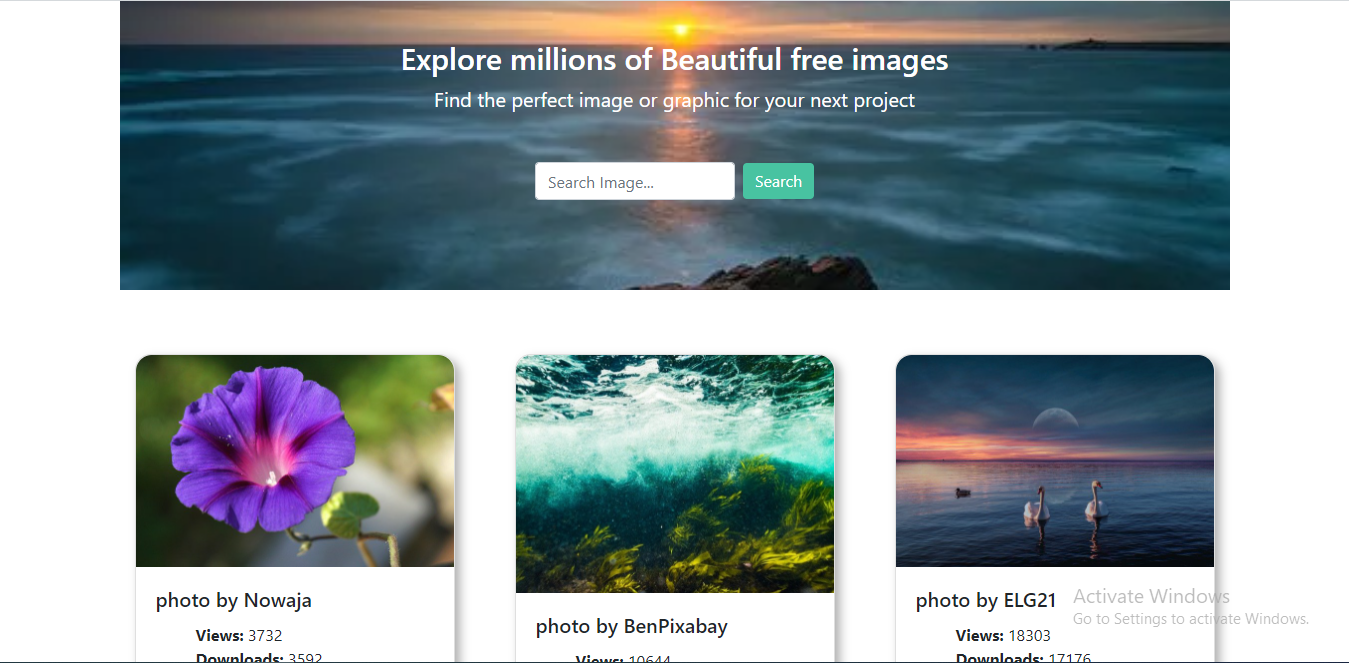 Explore millions of Beautiful free images
Find the perfect image or graphic for your next project
Search Image...
Search
photo by Nowaja
Views: 3732
Downloads: 3592
photo by BenPixabay
Views: 10644
photo by ELG21
Views: 18303
Downloads: 17176
Activate Windows
Go to Settings to activate Windows.